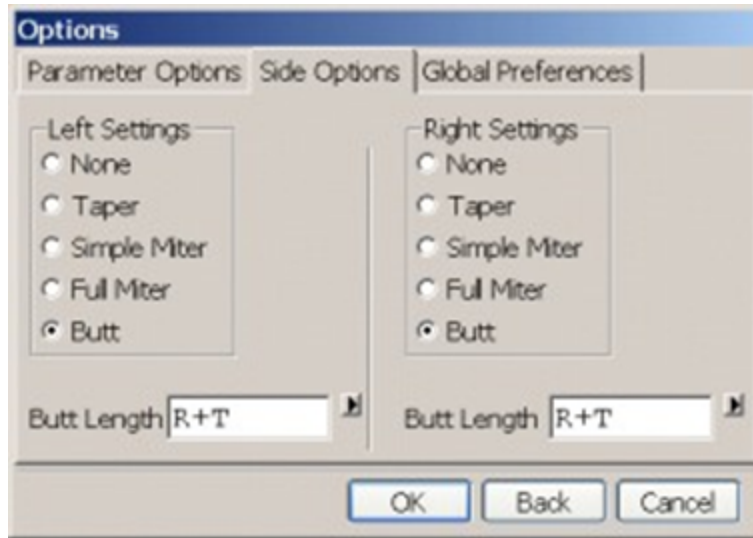 Options
Parameter Options Side Options Global Preferences
Left Settings
None
Taper
Simple Miter
Full Miter
Butt
Butt Length R+T
Right Settings
None
Taper
Simple Miter
Full Miter
Butt
Butt Length R+T
OK Back Cancel